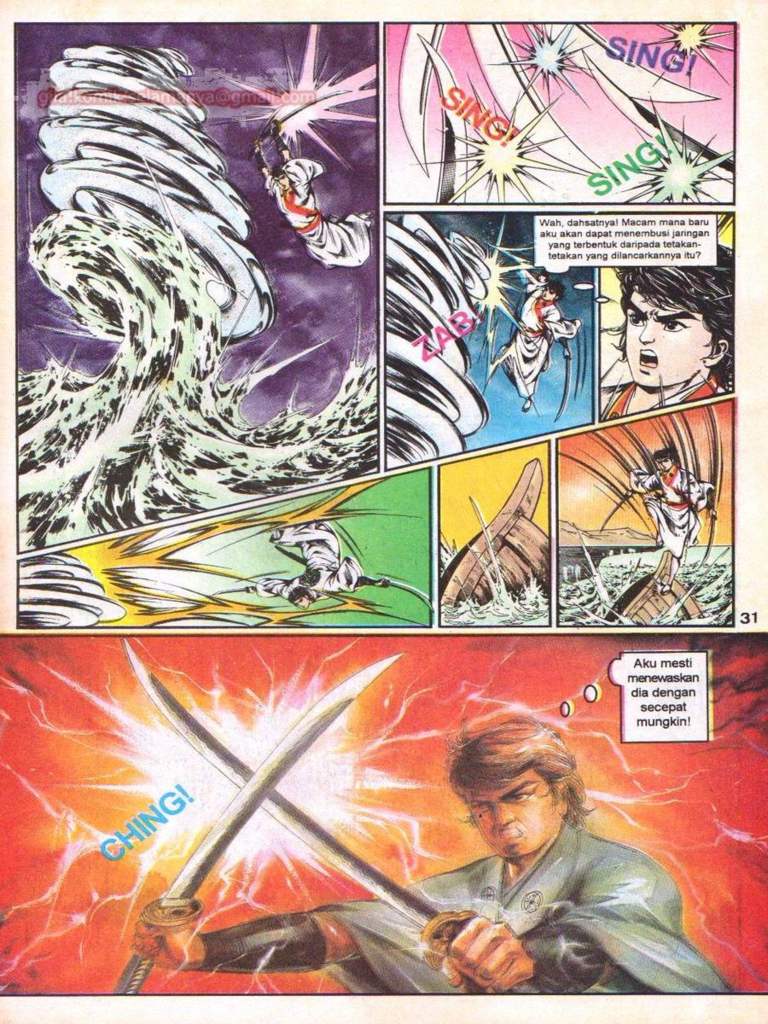 SING!
SING!
SING!
Wah, dahsatnya! Macam mana baru
aku akan dapat menembusi jaringan
yang terbentuk daripada tetakan-
tetakan yang dilancarkannya itu?
ZAB!
31
Aku mesti
menewaskan
dia dengan
secepat
mungkin!
CHING!